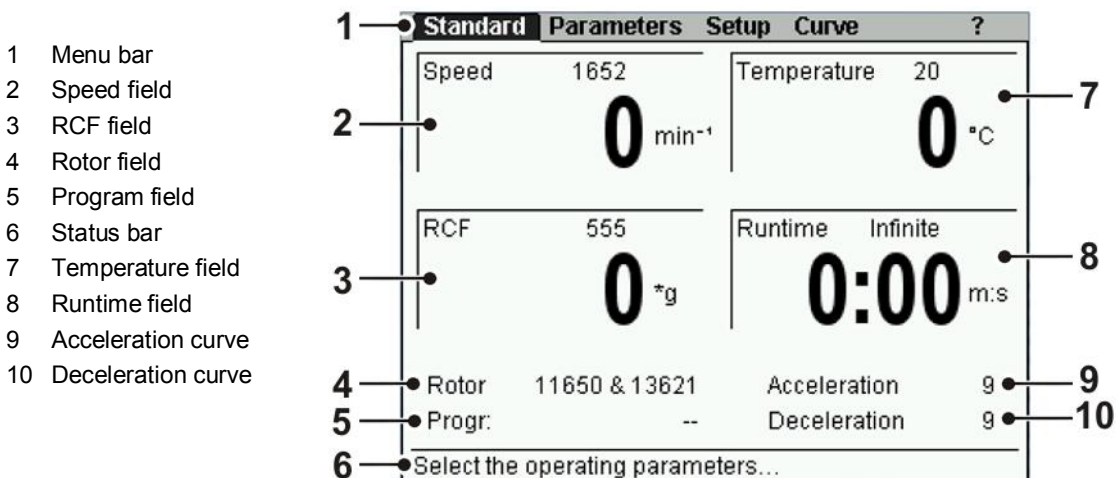 1 Menu bar
2 Speed field
3 RCF field
4 Rotor field
5 Program field
6 Status bar
7 Temperature field
8 Runtime field
9 Acceleration curve
10 Deceleration curve
1 Standard Parameters Setup Curve ?
Speed 1652
2 0 min⁻¹
Temperature 20
0 °C 7
RCF 555
3 0 *g
Runtime Infinite
0:00 m:s 8
4 Rotor 11650 & 13621 Acceleration 9 9
5 Progr: -- Deceleration 9 10
6 Select the operating parameters...